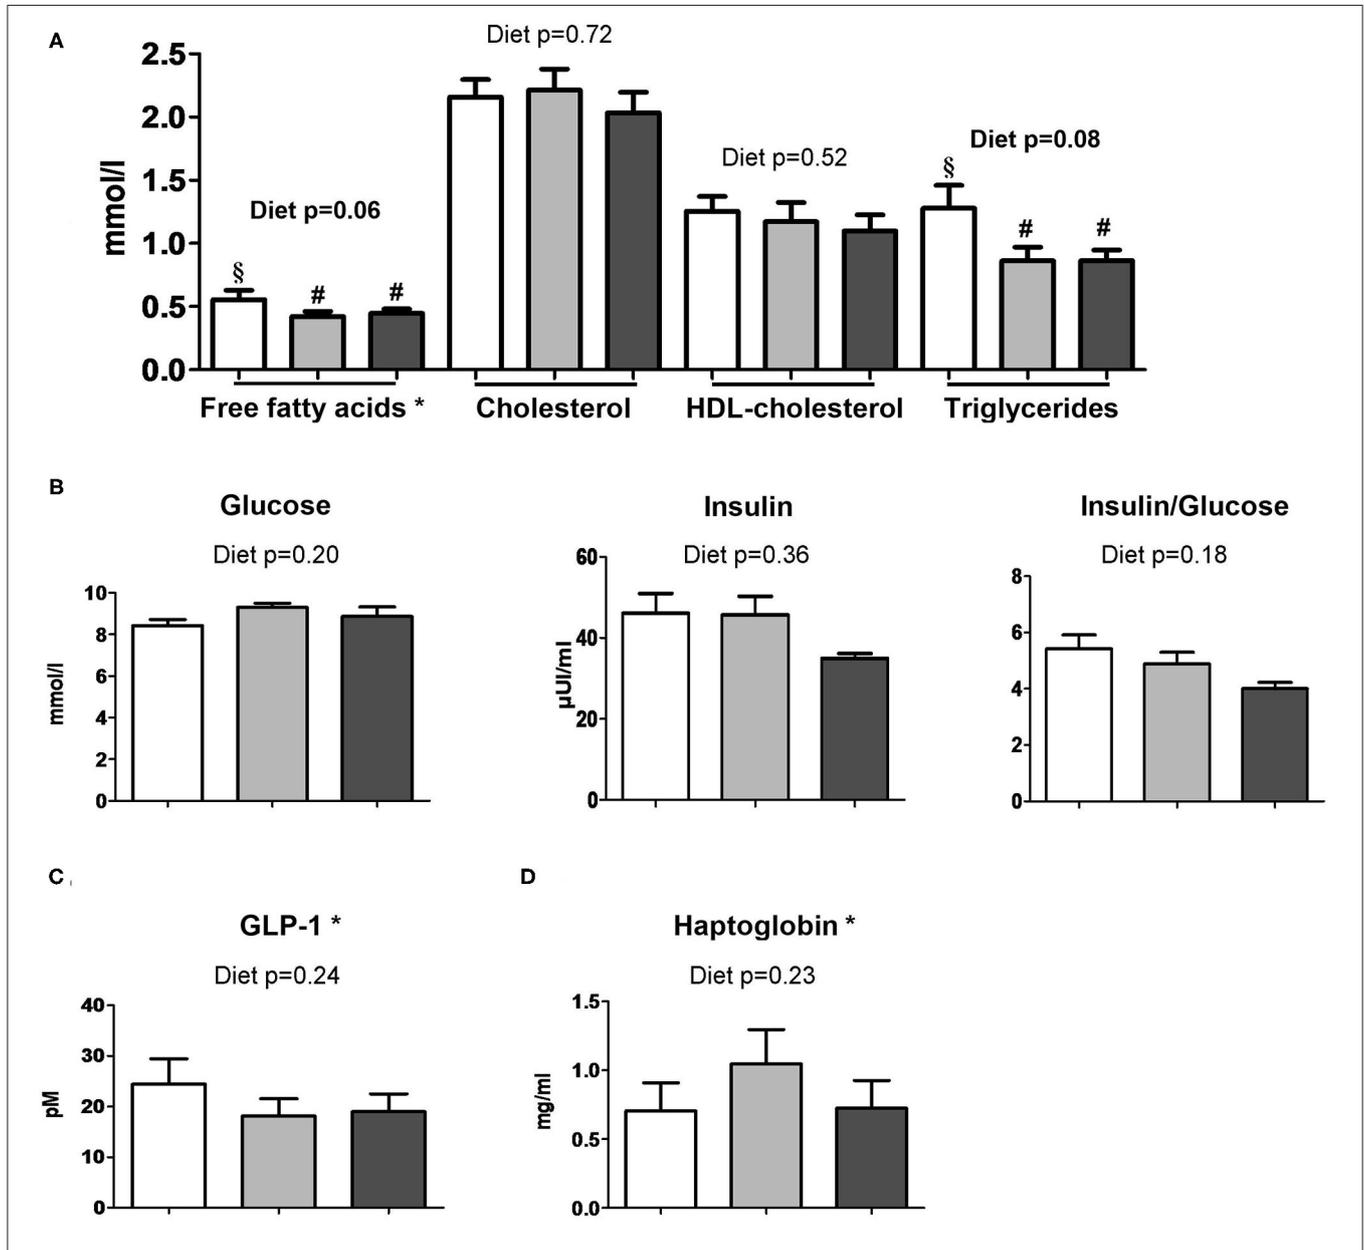 A
Diet p=0.72
2.5
2.0
Diet p=0.08
Diet p=0.52
§
1.5
mmol/l
Diet p=0.06
# #
1.0
§
# #
0.5
0.0
Free fatty acids * Cholesterol HDL-cholesterol Triglycerides
B
Glucose Insulin Insulin/Glucose
Diet p=0.20 Diet p=0.36 Diet p=0.18
10
8
6
4
2
0
mmol/l
60
40
20
0
µUI/ml
8
6
4
2
0
C D
GLP-1 * Haptoglobin *
Diet p=0.24 Diet p=0.23
40
30
20
10
0
pM
1.5
1.0
0.5
0.0
mg/ml